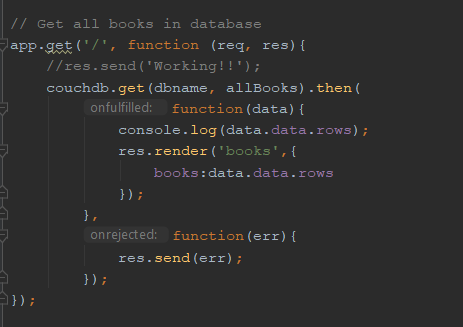 // Get all books in database
app.get('/', function (req, res){
//res.send('Working!!');
couchdb.get(dbname, allBooks).then(
onfulfilled: function(data){
console.log(data.data.rows);
res.render('books',{
books:data.data.rows
});
},
onrejected: function(err){
res.send(err);
});
});